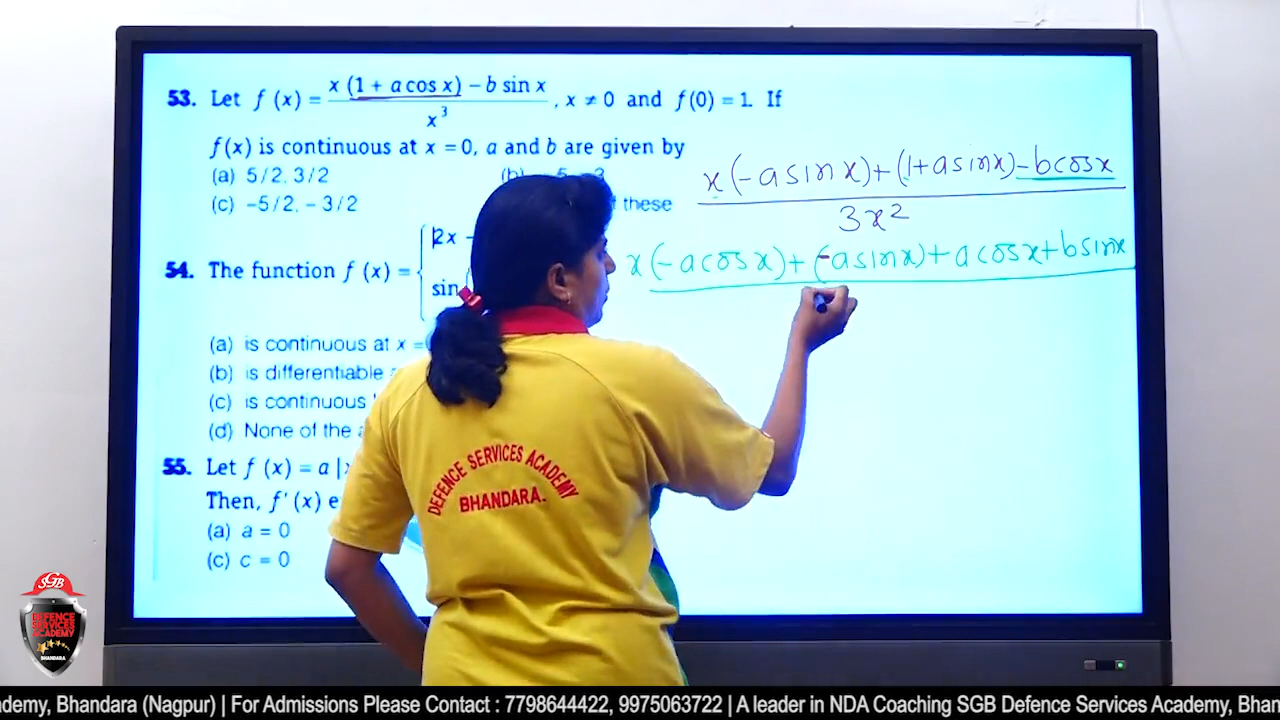 53. Let f (x) = x (1 + a cos x) – b sin x / x³ , x ≠ 0 and f(0) = 1. If
f(x) is continuous at x = 0, a and b are given by
(a) 5/2, 3/2 (b)
(c) –5/2, – 3/2 these
x(-a sin x)+(1+a sin x)-b cos x
3x²
54. The function f (x) = { 2x -
sin
x(-a cos x)+(-a sin x)+a cos x+b sin x
(a) is continuous at x =
(b) is differentiable
(c) is continuous
(d) None of the
55. Let f (x) = a |
Then, f' (x) e
(a) a = 0
(c) c = 0
DEFENCE SERVICES ACADEMY
BHANDARA.
SGB
DEFENCE
SERVICES
ACADEMY
BHANDARA
ademy, Bhandara (Nagpur) | For Admissions Please Contact : 7798644422, 9975063722 | A leader in NDA Coaching SGB Defence Services Academy, Bhan